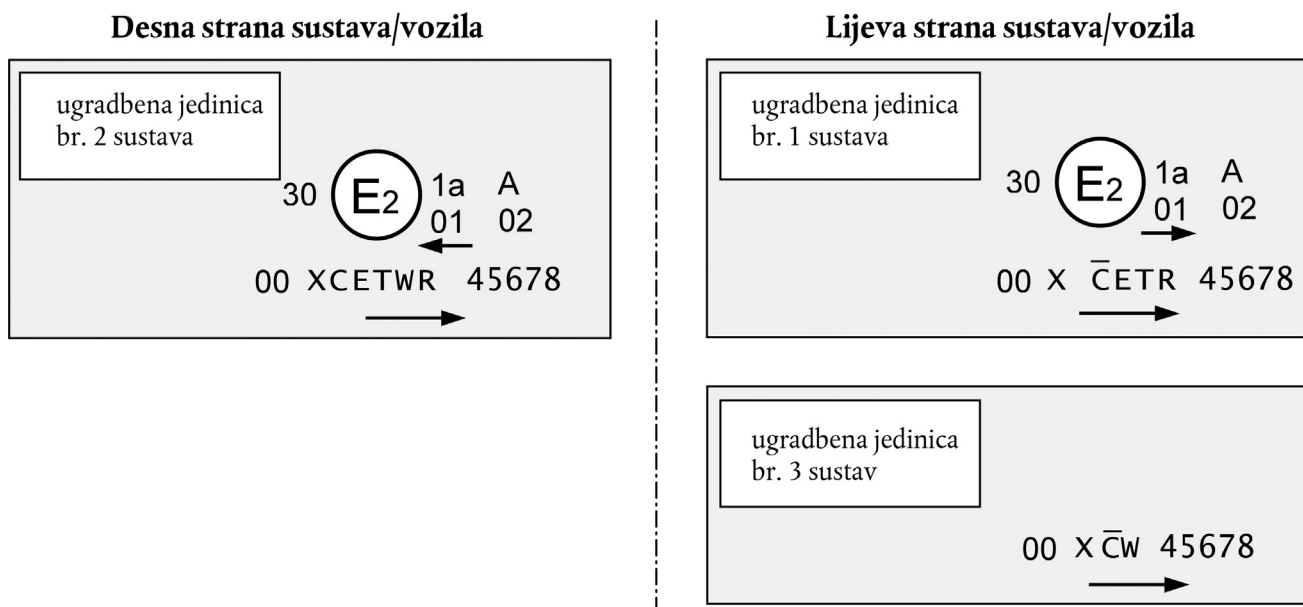 Desna strana sustava/vozila
ugradbena jedinica
br. 2 sustava
30 E2 1a A
01 02
00 XCETWR 45678
Lijeva strana sustava/vozila
ugradbena jedinica
br. 1 sustava
30 E2 1a A
01 02
00 X C̅ETR 45678
ugradbena jedinica
br. 3 sustav
00 X C̅W 45678